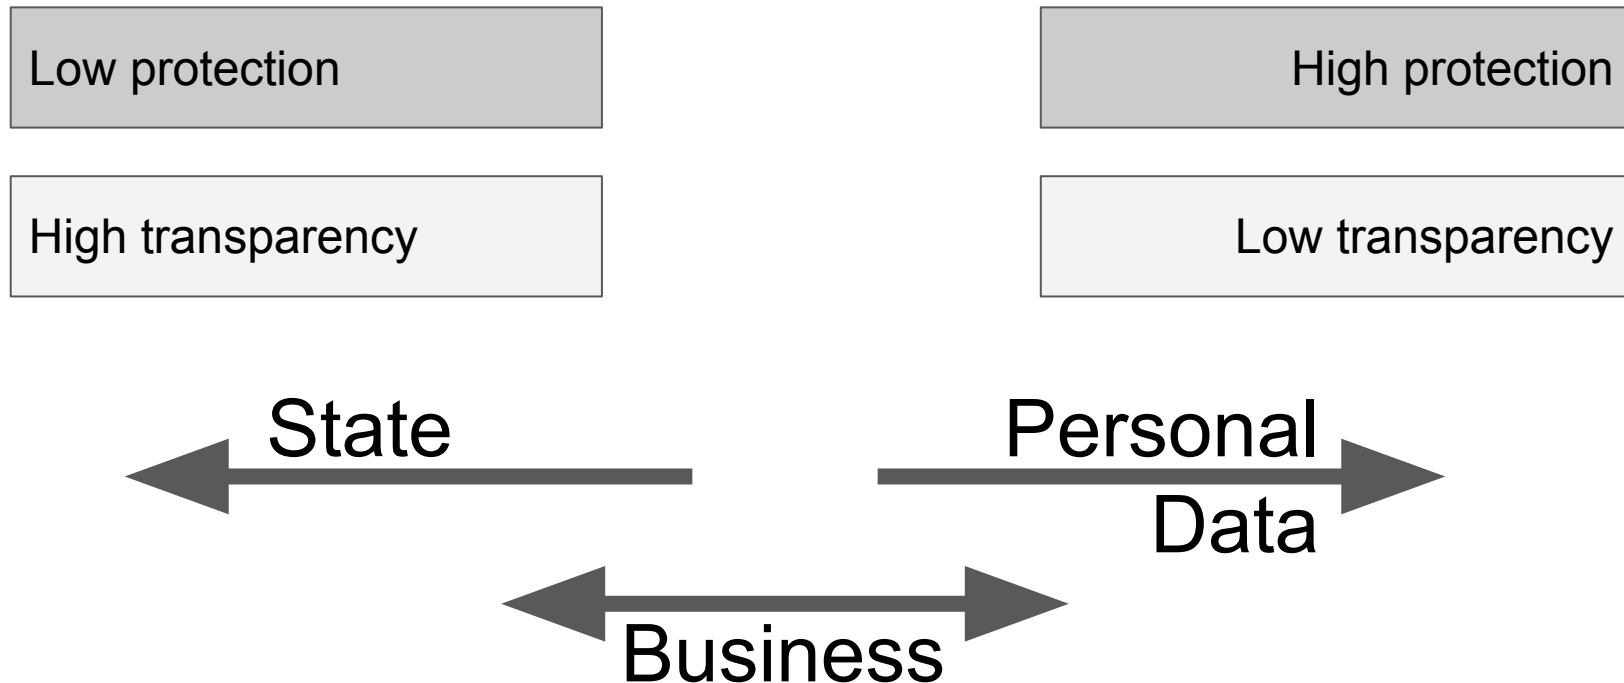 Low protection
High protection
High transparency
Low transparency
State
Personal
Data
Business